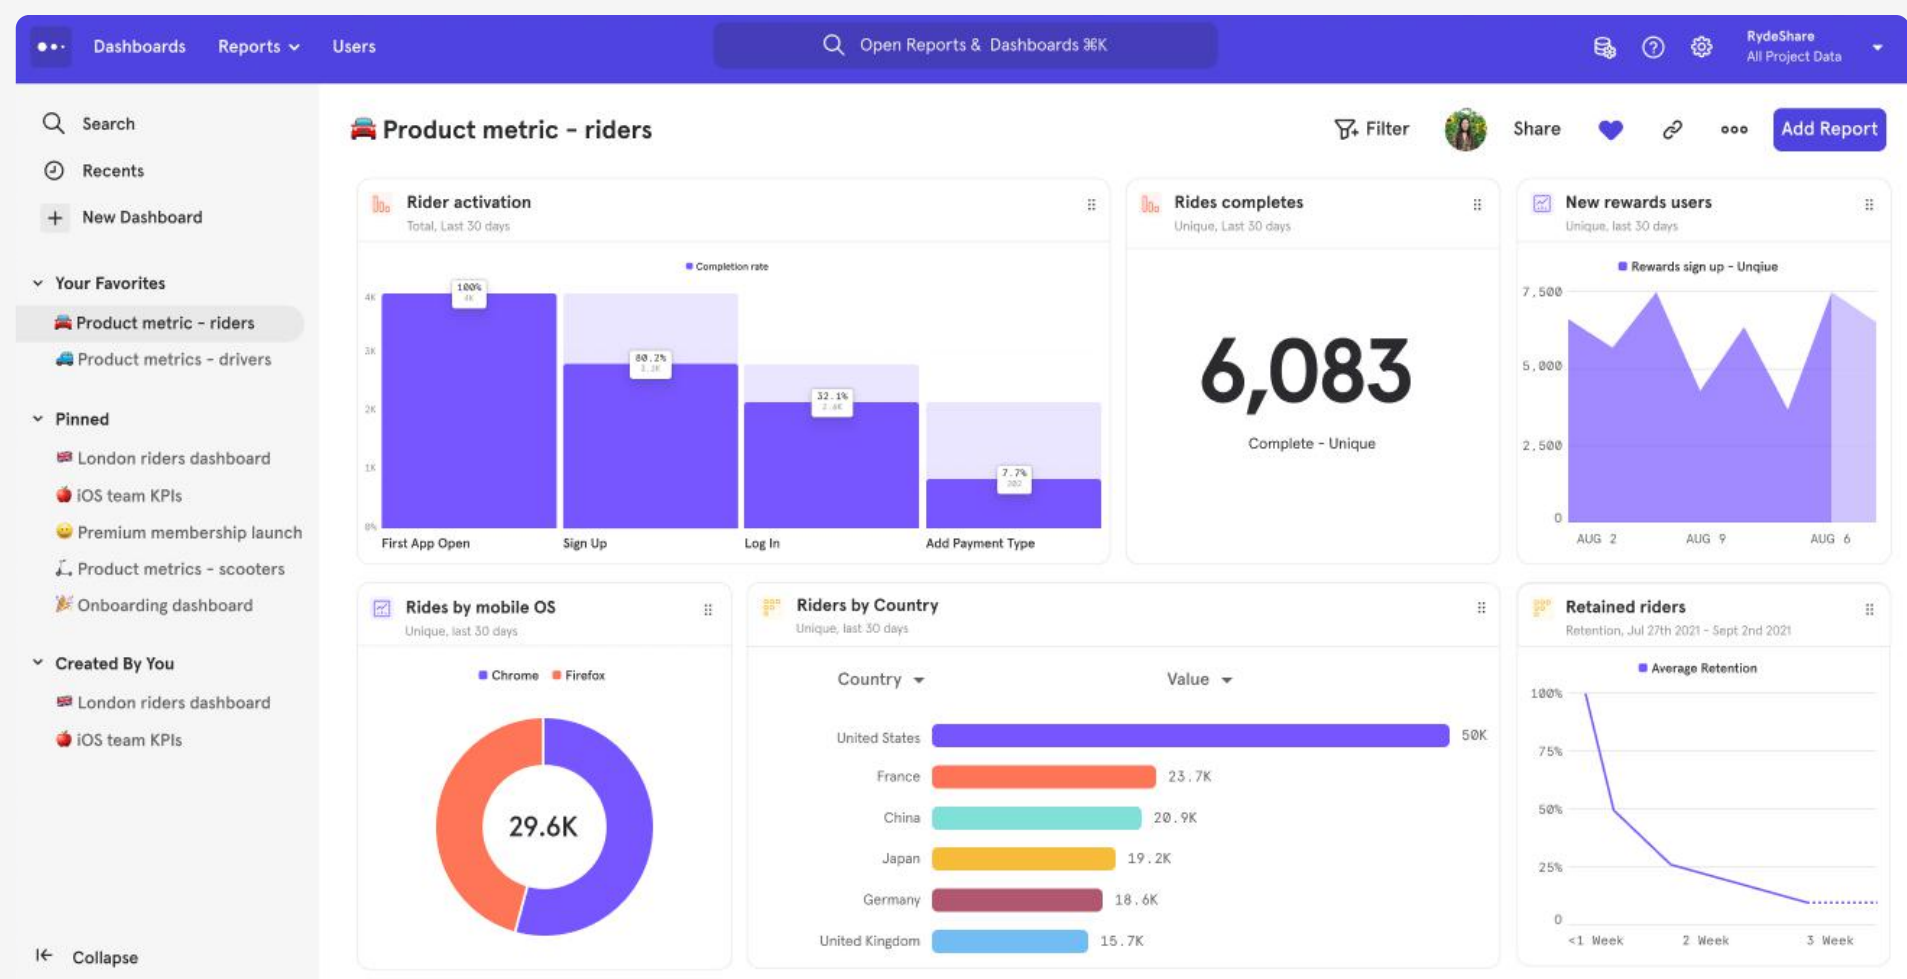 Dashboards Reports Users
Open Reports & Dashboards ⌘K
RydeShare
All Project Data
Search
Recents
New Dashboard
Your Favorites
Product metric - riders
Product metrics - drivers
Pinned
London riders dashboard
iOS team KPIs
Premium membership launch
Product metrics - scooters
Onboarding dashboard
Created By You
London riders dashboard
iOS team KPIs
Collapse
Product metric - riders
Filter
Share
Add Report
Rider activation
Total, Last 30 days
Completion rate
4K
3K
2K
1K
0%
100%
4K
80.2%
32.1%
7.7%
First App Open
Sign Up
Log In
Add Payment Type
Rides completes
Unique, Last 30 days
6,083
Complete - Unique
New rewards users
Unique, last 30 days
Rewards sign up - Unqiue
7,500
5,000
2,500
0
AUG 2
AUG 9
AUG 6
Rides by mobile OS
Unique, last 30 days
Chrome
Firefox
29.6K
Riders by Country
Unique, last 30 days
Country
Value
United States 50K
France 23.7K
China 20.9K
Japan 19.2K
Germany 18.6K
United Kingdom 15.7K
Retained riders
Retention, Jul 27th 2021 - Sept 2nd 2021
Average Retention
100%
75%
50%
25%
0
<1 Week
2 Week
3 Week